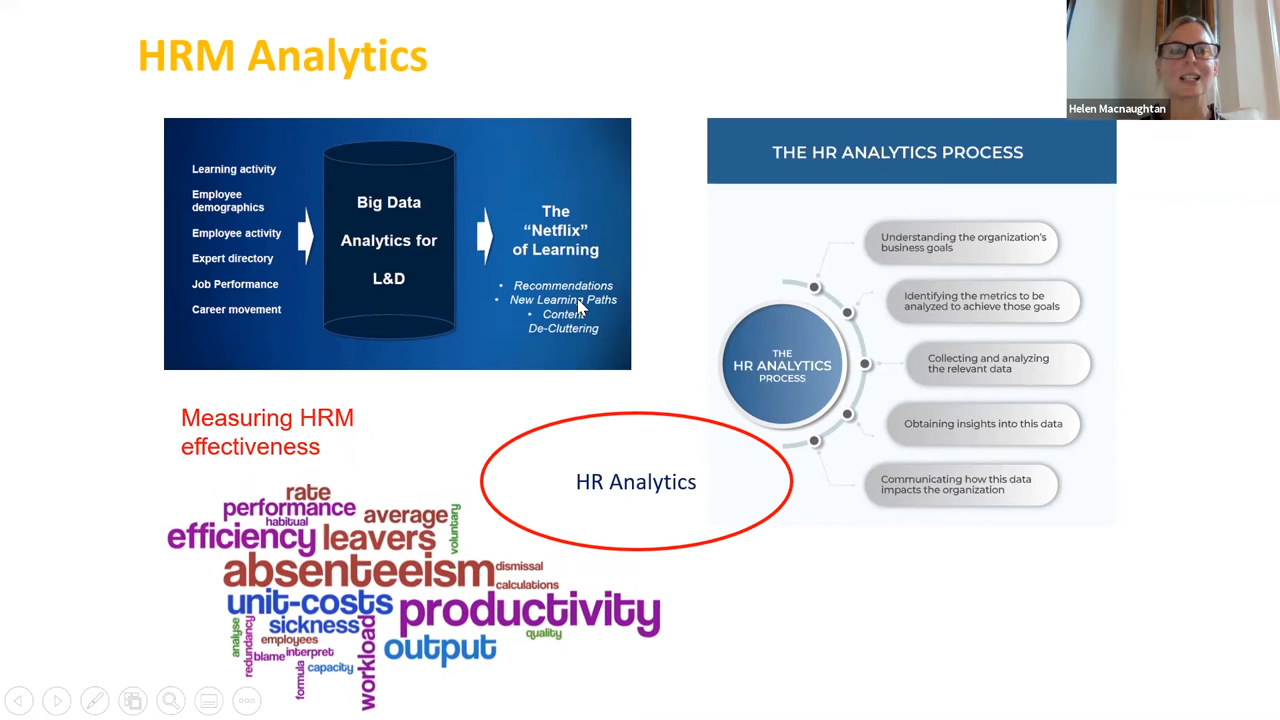 HRM Analytics
Helen Macnaughtan
Learning activity
Employee
demographics
Employee activity
Expert directory
Job Performance
Career movement
Big Data
Analytics for
L&D
The
“Netflix”
of Learning
• Recommendations
• New Learning Paths
• Content
De-Cluttering
THE HR ANALYTICS PROCESS
THE
HR ANALYTICS
PROCESS
Understanding the organization's
business goals
Identifying the metrics to be
analyzed to achieve those goals
Collecting and analyzing
the relevant data
Obtaining insights into this data
Communicating how this data
impacts the organization
Measuring HRM
effectiveness
HR Analytics
rate
performance
habitual
average
voluntary
efficiency
leavers
absenteeism
dismissal
calculations
unit-costs
productivity
sickness
quality
analyse
redundancy
employees
blame
interpret
workload
output
formula
capacity